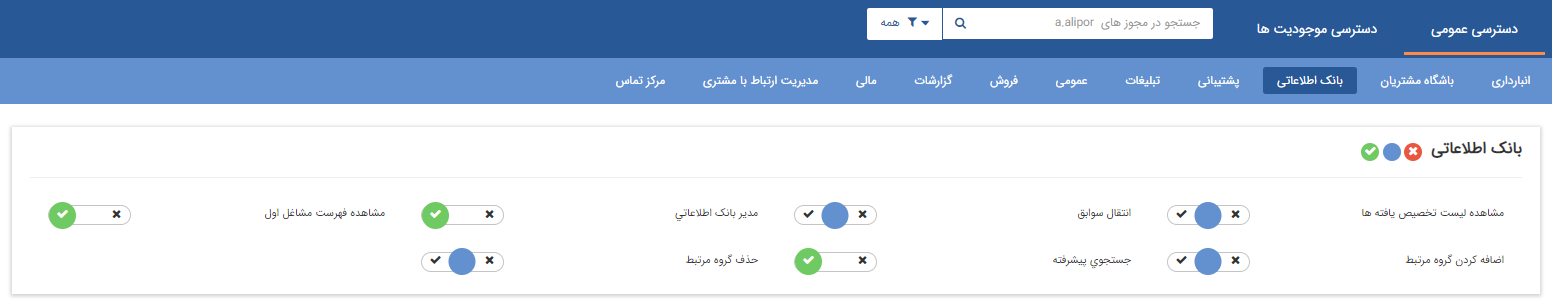 دسترسی عمومی
دسترسی موجودیت ها
جستجو در مجوز های a.alipor
همه
انبارداری
باشگاه مشتریان
بانک اطلاعاتی
پشتیبانی
تبلیغات
عمومی
فروش
گزارشات
مالی
مدیریت ارتباط با مشتری
مرکز تماس
بانک اطلاعاتی
مشاهده لیست تخصیص یافته ها
انتقال سوابق
مدیر بانک اطلاعاتي
مشاهده فهرست مشاغل اول
اضافه کردن گروه مرتبط
جستجوي پیشرفته
حذف گروه مرتبط